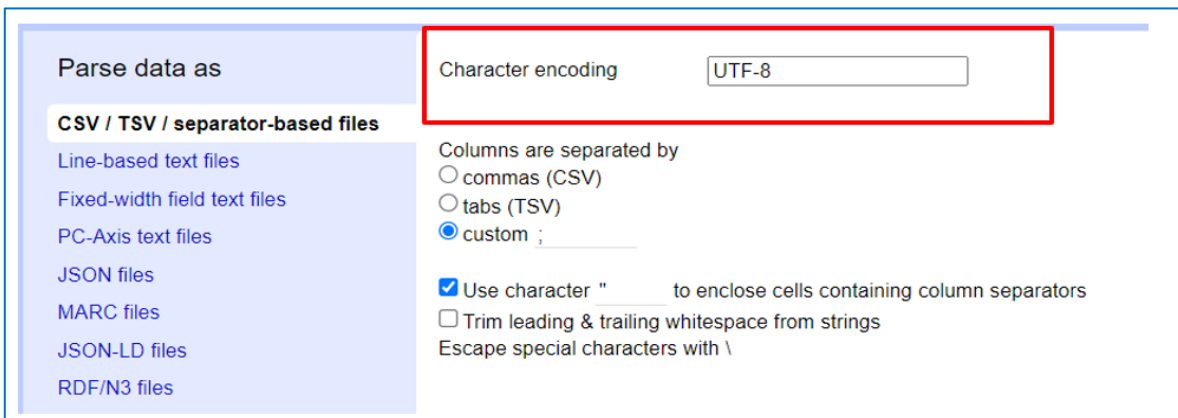 Parse data as
CSV / TSV / separator-based files
Line-based text files
Fixed-width field text files
PC-Axis text files
JSON files
MARC files
JSON-LD files
RDF/N3 files
Character encoding UTF-8
Columns are separated by
commas (CSV)
tabs (TSV)
custom ;
Use character " to enclose cells containing column separators
Trim leading & trailing whitespace from strings
Escape special characters with \